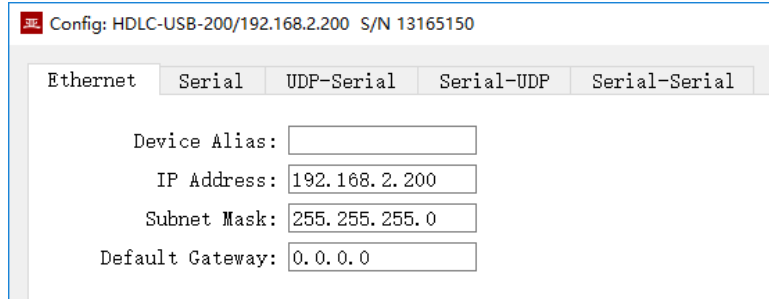 亚 Config: HDLC-USB-200/192.168.2.200 S/N 13165150
Ethernet Serial UDP-Serial Serial-UDP Serial-Serial
Device Alias:
IP Address: 192.168.2.200
Subnet Mask: 255.255.255.0
Default Gateway: 0.0.0.0